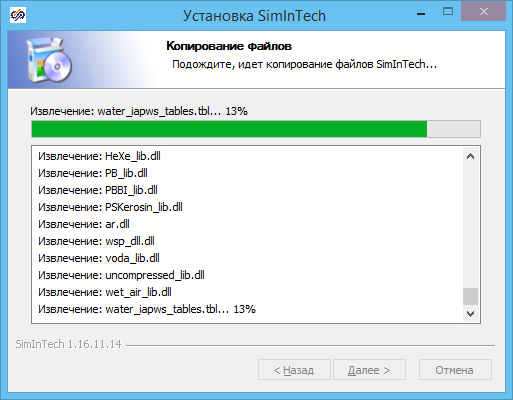 Установка SimInTech
Копирование файлов
Подождите, идет копирование файлов SimInTech...
Извлечение: water_iapws_tables.tbl... 13%
Извлечение: HeXe_lib.dll
Извлечение: PB_lib.dll
Извлечение: PBBI_lib.dll
Извлечение: PSKerosin_lib.dll
Извлечение: ar.dll
Извлечение: wsp_dll.dll
Извлечение: voda_lib.dll
Извлечение: uncompressed_lib.dll
Извлечение: wet_air_lib.dll
Извлечение: water_iapws_tables.tbl... 13%
SimInTech 1.16.11.14
< Назад
Далее >
Отмена